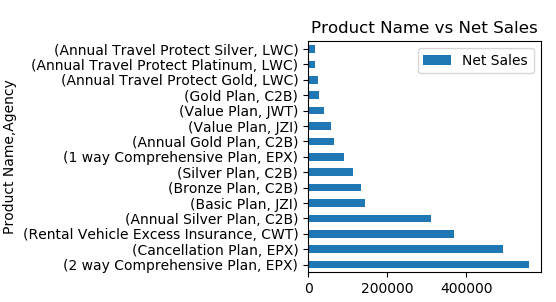 Product Name vs Net Sales
Net Sales
Product Name,Agency
(Annual Travel Protect Silver, LWC)
(Annual Travel Protect Platinum, LWC)
(Annual Travel Protect Gold, LWC)
(Gold Plan, C2B)
(Value Plan, JWT)
(Value Plan, JZI)
(Annual Gold Plan, C2B)
(1 way Comprehensive Plan, EPX)
(Silver Plan, C2B)
(Bronze Plan, C2B)
(Basic Plan, JZI)
(Annual Silver Plan, C2B)
(Rental Vehicle Excess Insurance, CWT)
(Cancellation Plan, EPX)
(2 way Comprehensive Plan, EPX)
0 200000 400000